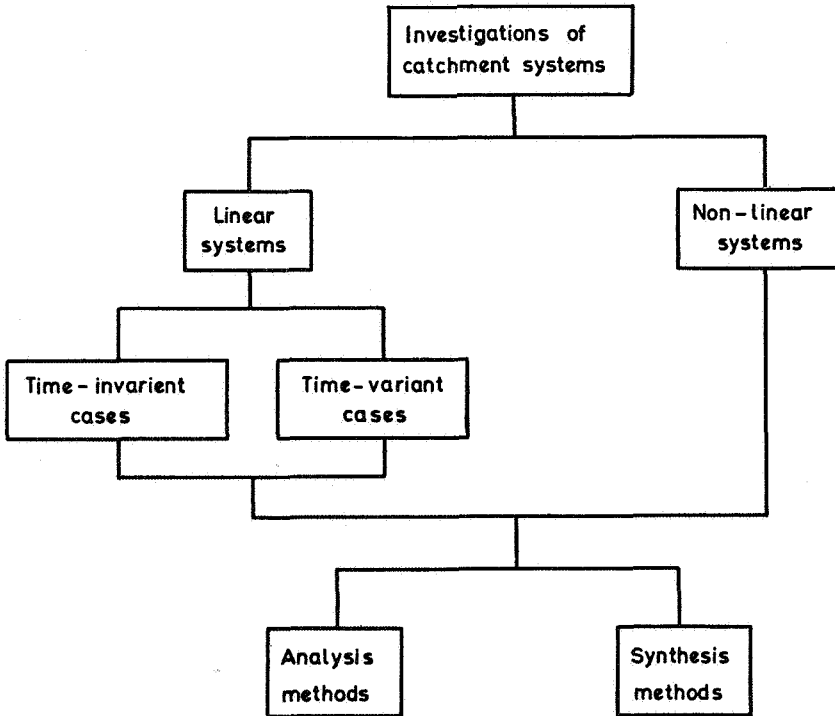 Investigations of
catchment systems
Linear
systems
Non-linear
systems
Time-invarient
cases
Time-variant
cases
Analysis
methods
Synthesis
methods